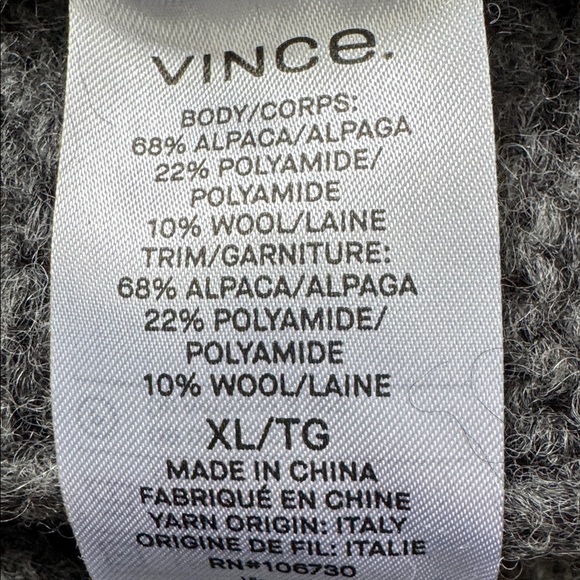 VINCe.
BODY/CORPS:
68% ALPACA/ALPAGA
22% POLYAMIDE/
POLYAMIDE
10% WOOL/LAINE
TRIM/GARNITURE:
68% ALPACA/ALPAGA
22% POLYAMIDE/
POLYAMIDE
10% WOOL/LAINE
XL/TG
MADE IN CHINA
FABRIQUÉ EN CHINE
YARN ORIGIN: ITALY
ORIGINE DE FIL: ITALIE
RN#106730